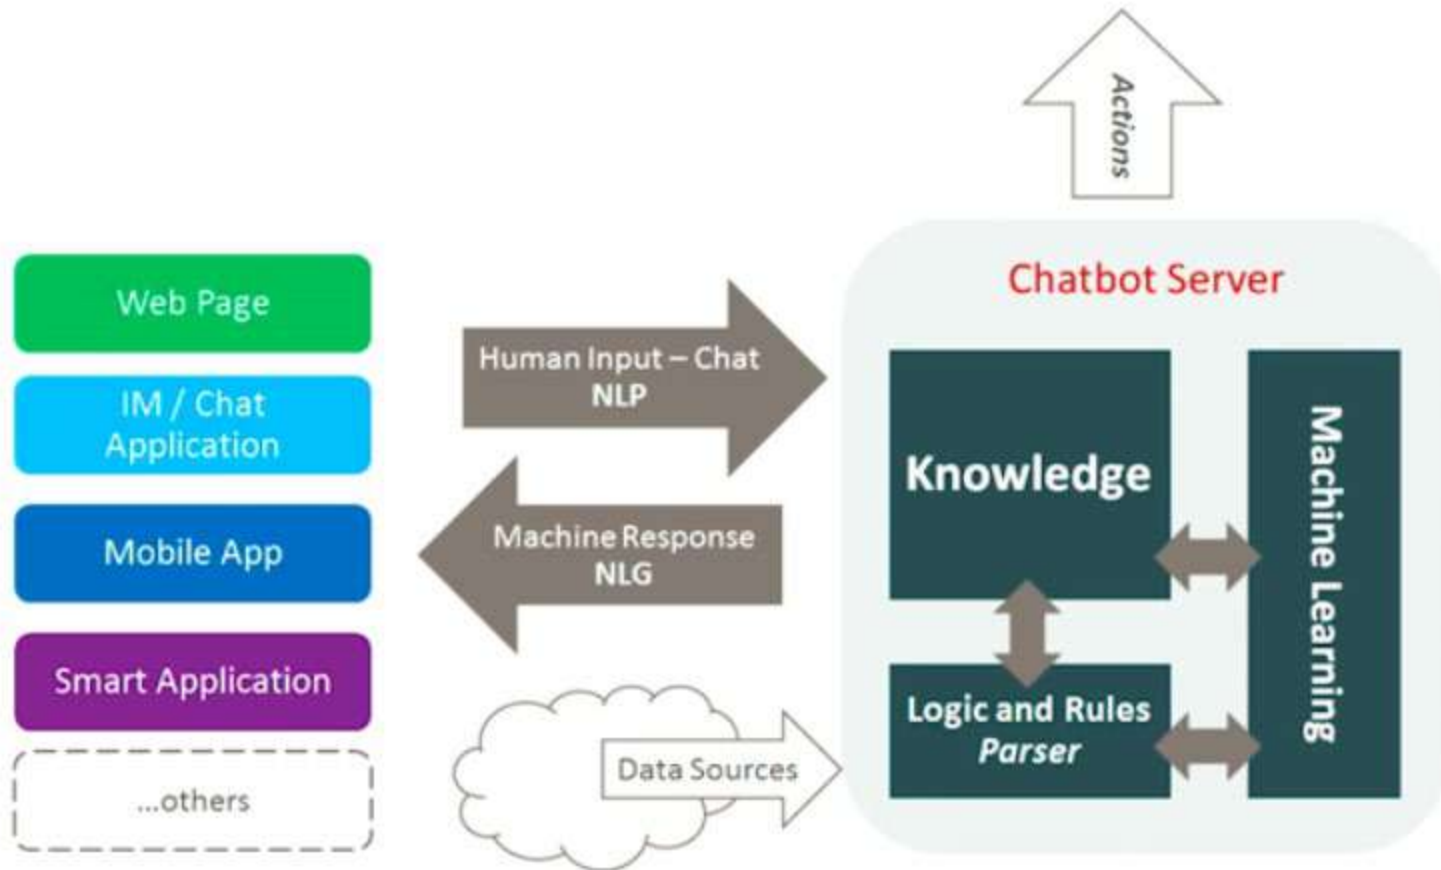 Actions
Chatbot Server
Web Page
IM / Chat
Application
Mobile App
Smart Application
...others
Human Input – Chat
NLP
Machine Response
NLG
Data Sources
Knowledge
Logic and Rules
Parser
Machine Learning